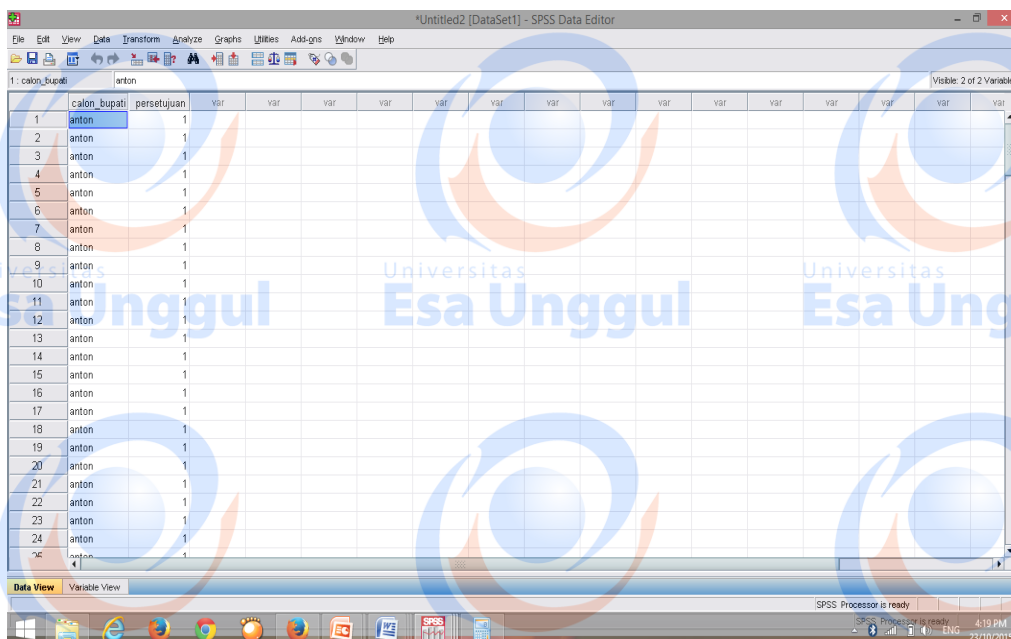 *Untitled2 [DataSet1] - SPSS Data Editor
File Edit View Data Transform Analyze Graphs Utilities Add-ons Window Help
1 : calon_bupati anton Visible: 2 of 2 Variable
calon_bupati persetujuan var var var var var var var var var var var var var var var
1 anton 1
2 anton 1
3 anton 1
4 anton 1
5 anton 1
6 anton 1
7 anton 1
8 anton 1
9 anton 1
10 anton 1
11 anton 1
12 anton 1
13 anton 1
14 anton 1
15 anton 1
16 anton 1
17 anton 1
18 anton 1
19 anton 1
20 anton 1
21 anton 1
22 anton 1
23 anton 1
24 anton 1
25 anton 1
Universitas
Esa Unggul
Data View Variable View
SPSS Processor is ready
SPSS Processor is ready
ENG 4:19 PM